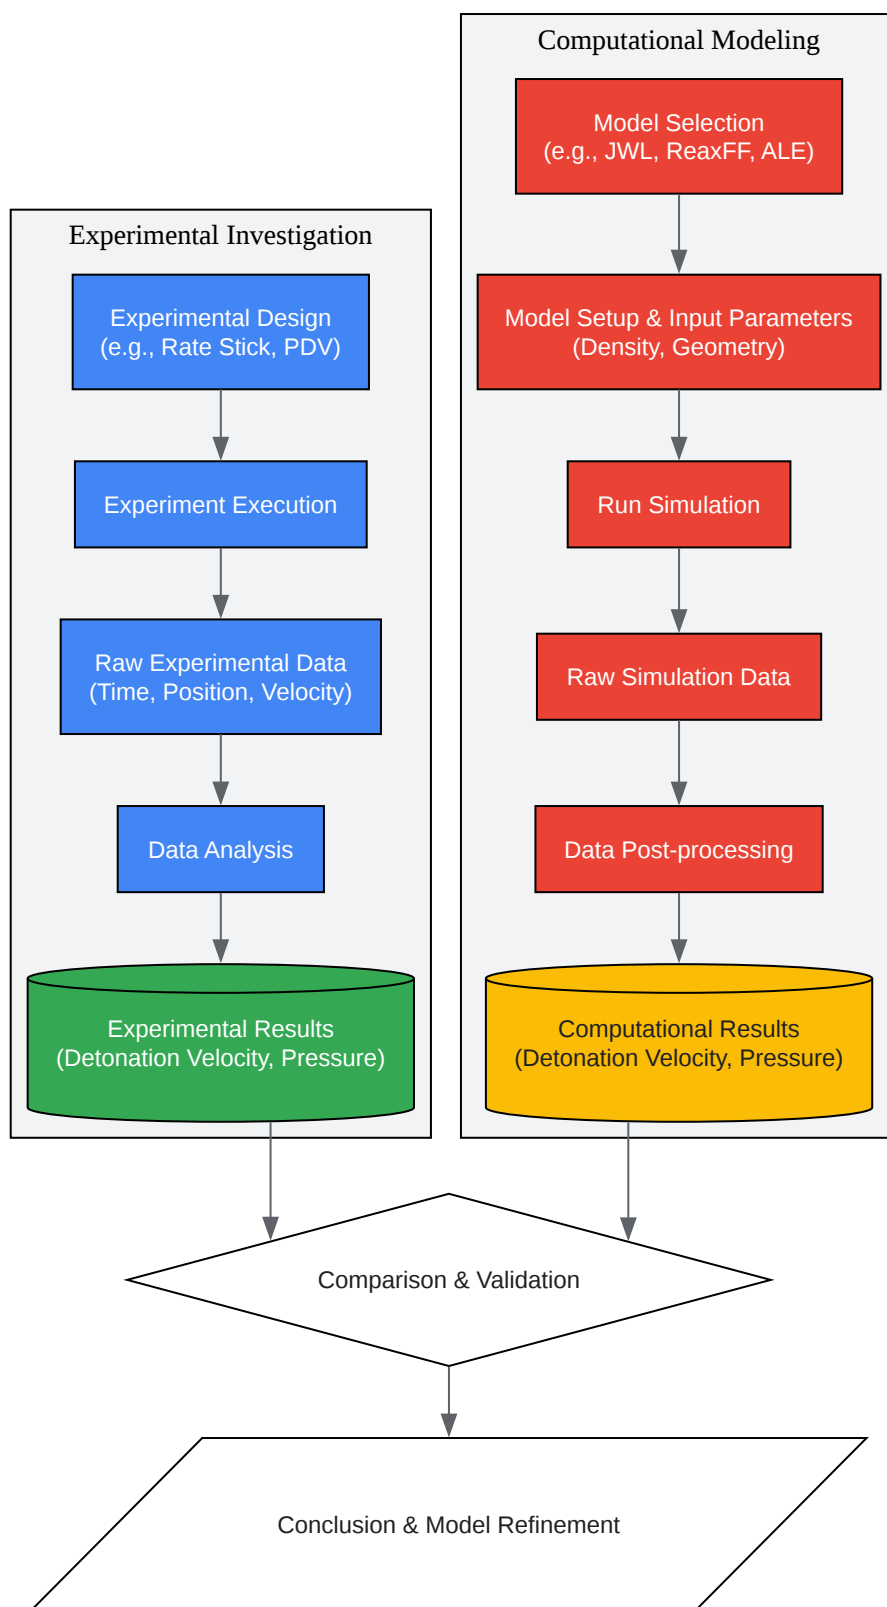 Computational Modeling
Model Selection
(e.g., JWL, ReaxFF, ALE)
Experimental Investigation
Experimental Design
(e.g., Rate Stick, PDV)
Model Setup & Input Parameters
(Density, Geometry)
Experiment Execution
Run Simulation
Raw Experimental Data
(Time, Position, Velocity)
Raw Simulation Data
Data Analysis
Data Post-processing
Experimental Results
(Detonation Velocity, Pressure)
Computational Results
(Detonation Velocity, Pressure)
Comparison & Validation
Conclusion & Model Refinement